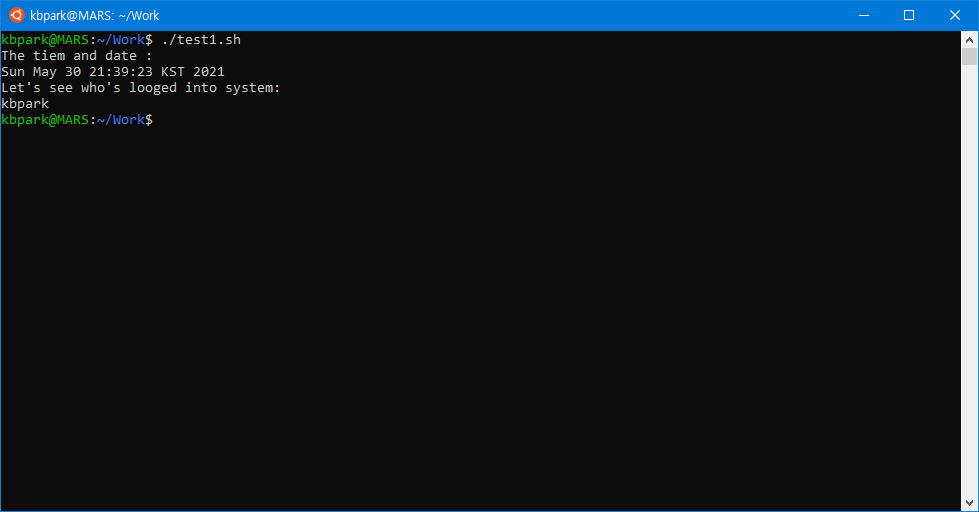 kbpark@MARS: ~/Work
kbpark@MARS:~/Work$ ./test1.sh
The tiem and date :
Sun May 30 21:39:23 KST 2021
Let's see who's looged into system:
kbpark
kbpark@MARS:~/Work$